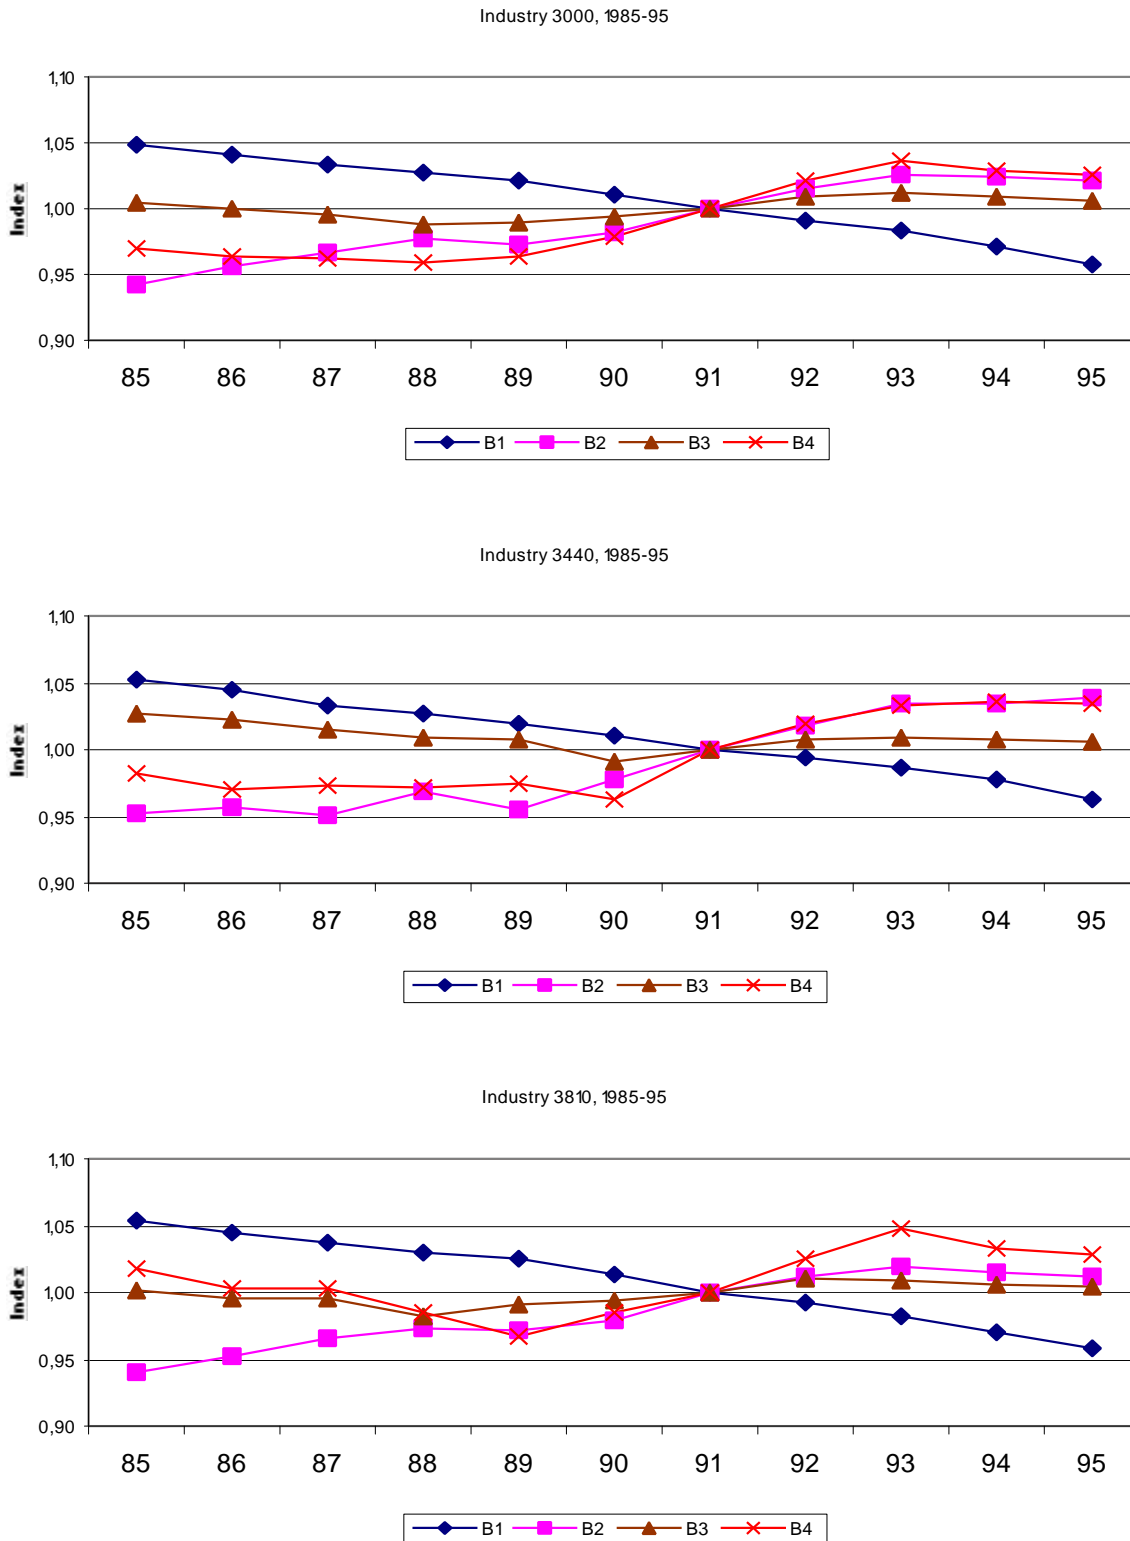 Industry 3000, 1985-95
1,10
1,05
1,00
0,95
0,90
Index
85 86 87 88 89 90 91 92 93 94 95
B1 B2 B3 B4
Industry 3440, 1985-95
1,10
1,05
1,00
0,95
0,90
Index
85 86 87 88 89 90 91 92 93 94 95
B1 B2 B3 B4
Industry 3810, 1985-95
1,10
1,05
1,00
0,95
0,90
Index
85 86 87 88 89 90 91 92 93 94 95
B1 B2 B3 B4